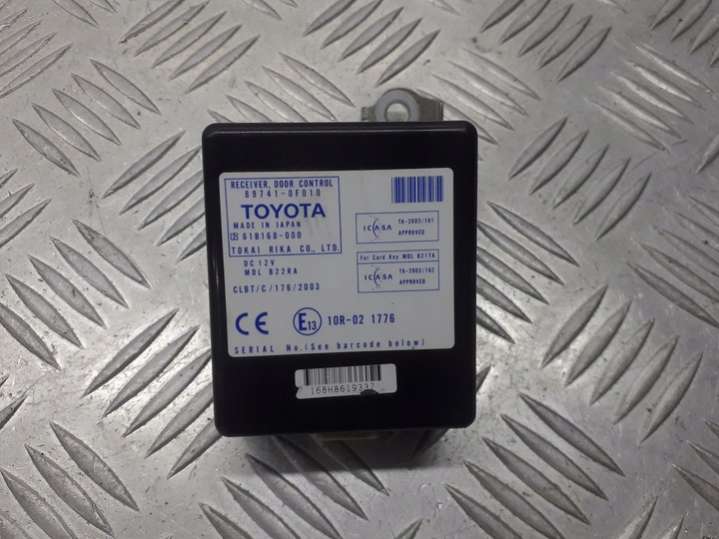 RECEIVER, DOOR CONTROL
89741-0F010
TOYOTA
MADE IN JAPAN
61B168-000
TOKAI RIKA CO., LTD.
DC 12V
MDL B22RA
CLBT/C/176/2003
ICASA
TA-2003/161
APPROVED
For Card Key MDL B21TA
ICASA
TA-2003/162
APPROVED
CE E13 10R-02 1776
SERIAL No.(See barcode below)
168H8619337